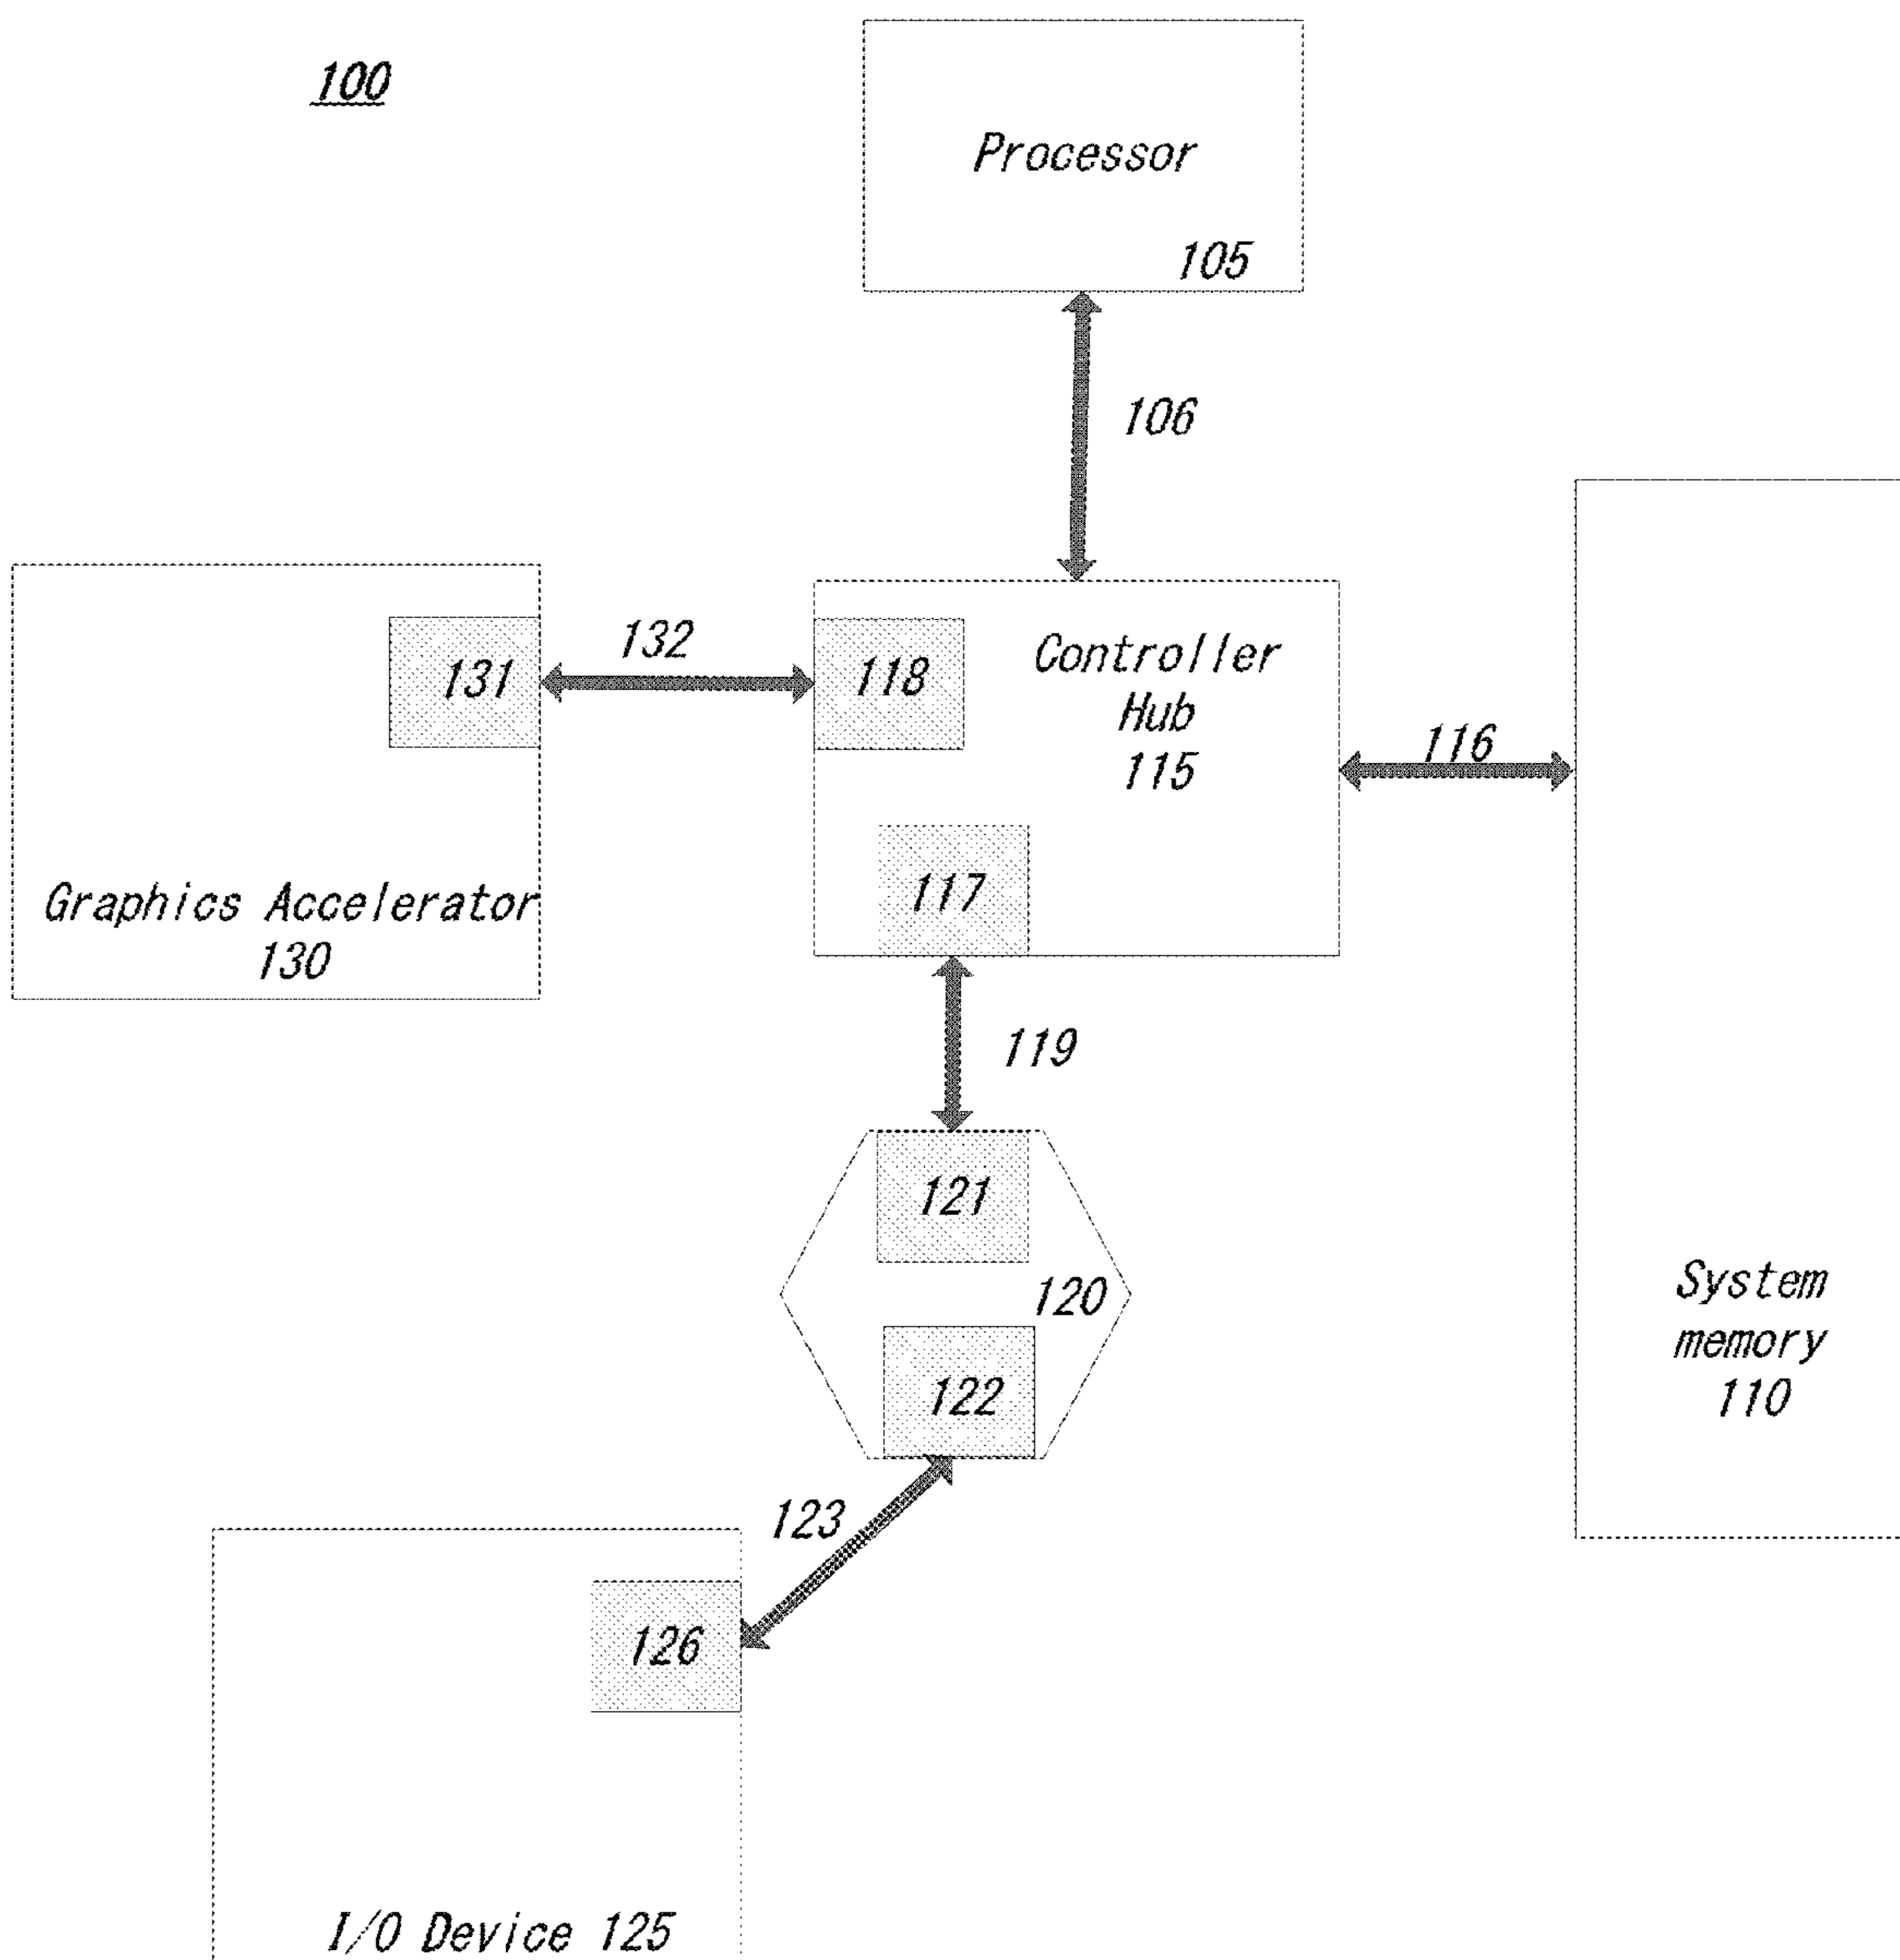 100
Processor
105
106
132
131
118
Controller
Hub
115
116
117
Graphics Accelerator
130
119
121
120
122
System
memory
110
123
126
I/O Device 125